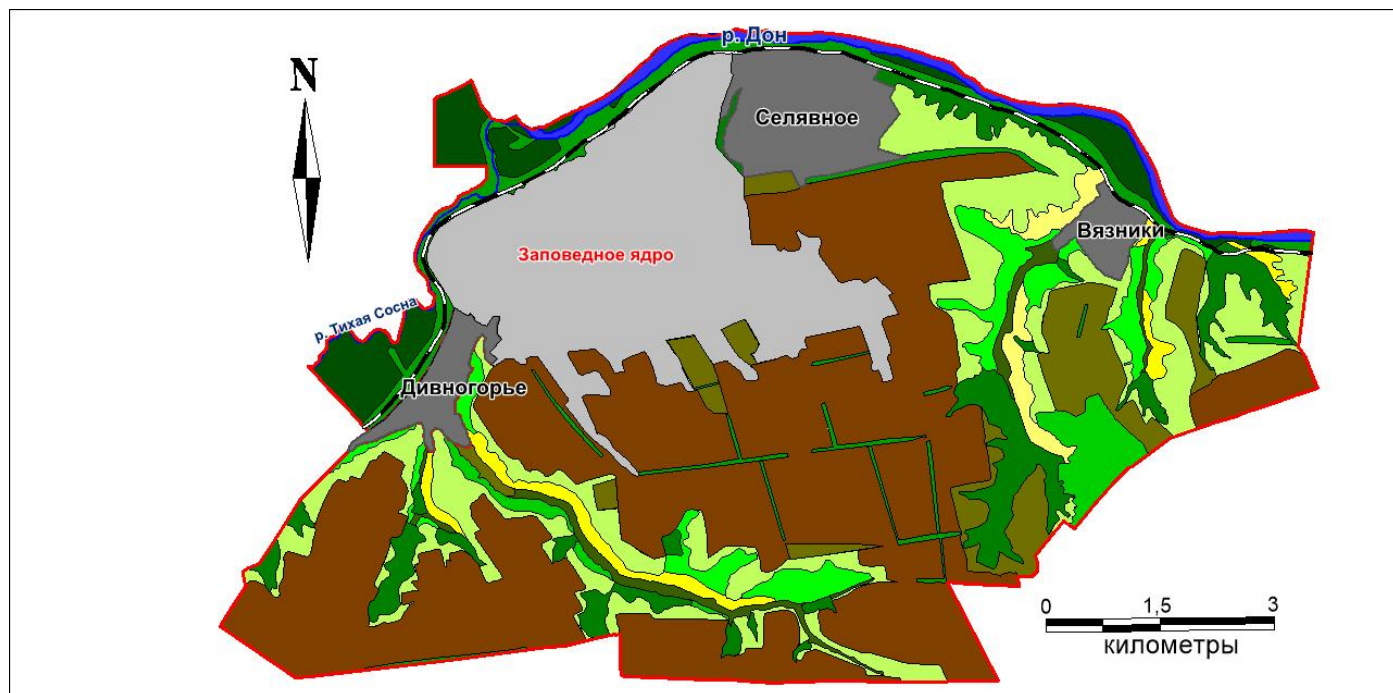 р. Дон
N
Селявное
Вязники
Заповедное ядро
р. Тихая Сосна
Дивногорье
0 1,5 3
километры